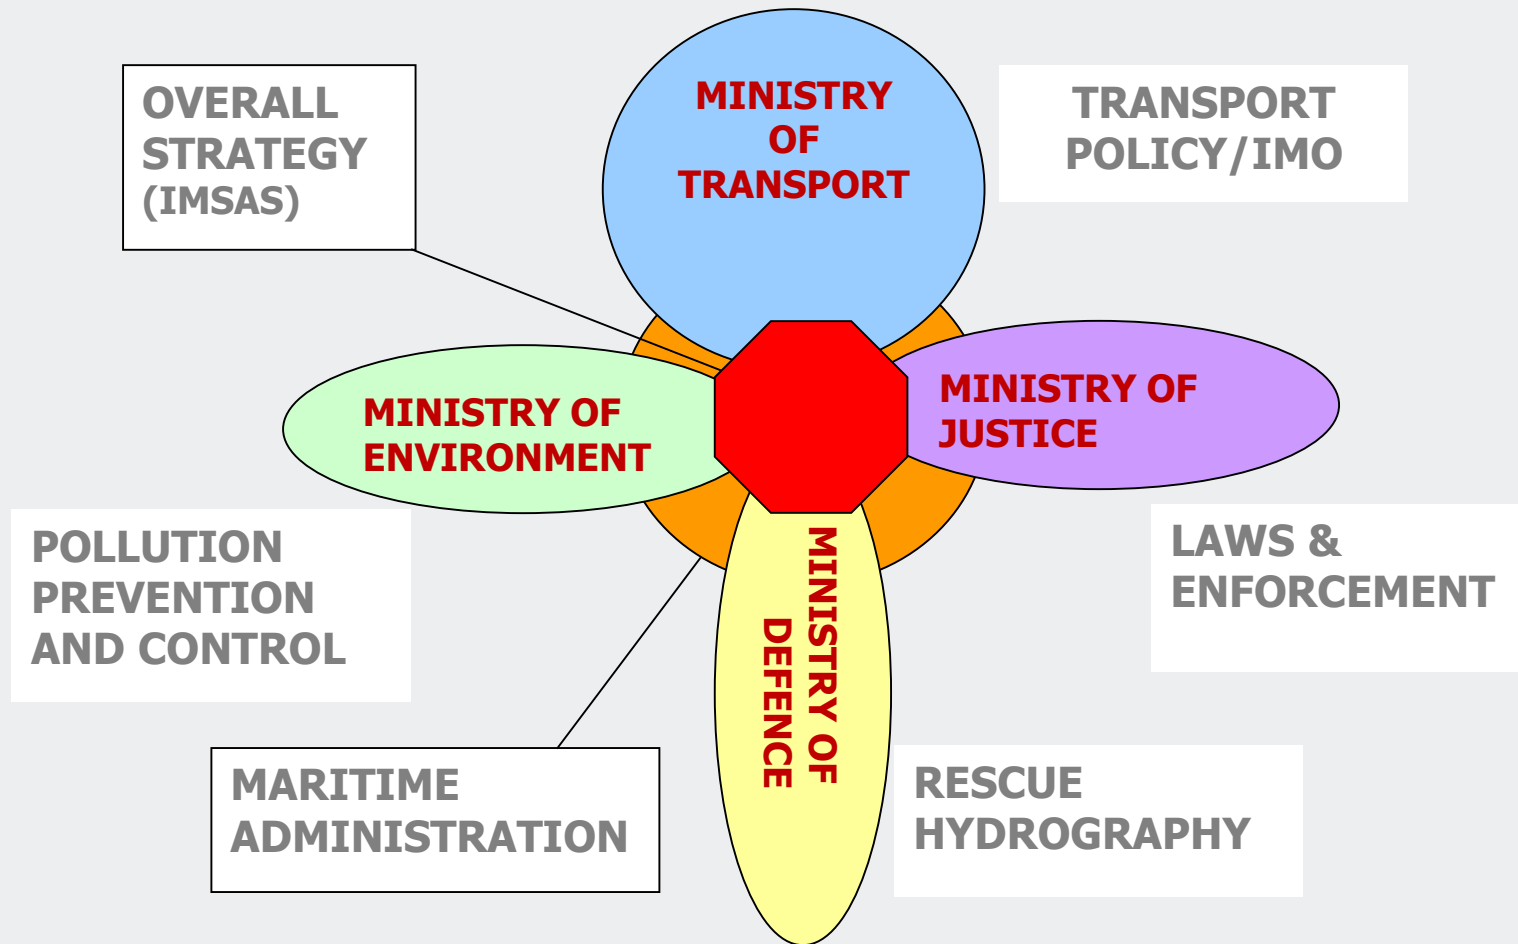 OVERALL
STRATEGY
(IMSAS)
MINISTRY
OF
TRANSPORT
TRANSPORT
POLICY/IMO
MINISTRY OF
ENVIRONMENT
MINISTRY OF
JUSTICE
POLLUTION
PREVENTION
AND CONTROL
LAWS &
ENFORCEMENT
MINISTRY OF
DEFENCE
MARITIME
ADMINISTRATION
RESCUE
HYDROGRAPHY